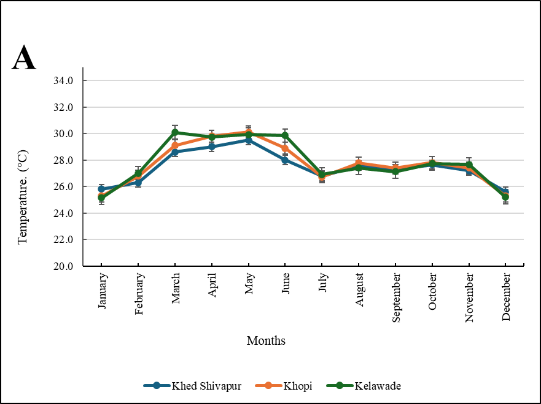 A
34.0
32.0
30.0
28.0
26.0
24.0
22.0
20.0
Temperature. (°C)
January
February
March
April
May
June
July
August
September
October
November
December
Months
Khed Shivapur Khopi Kelawade